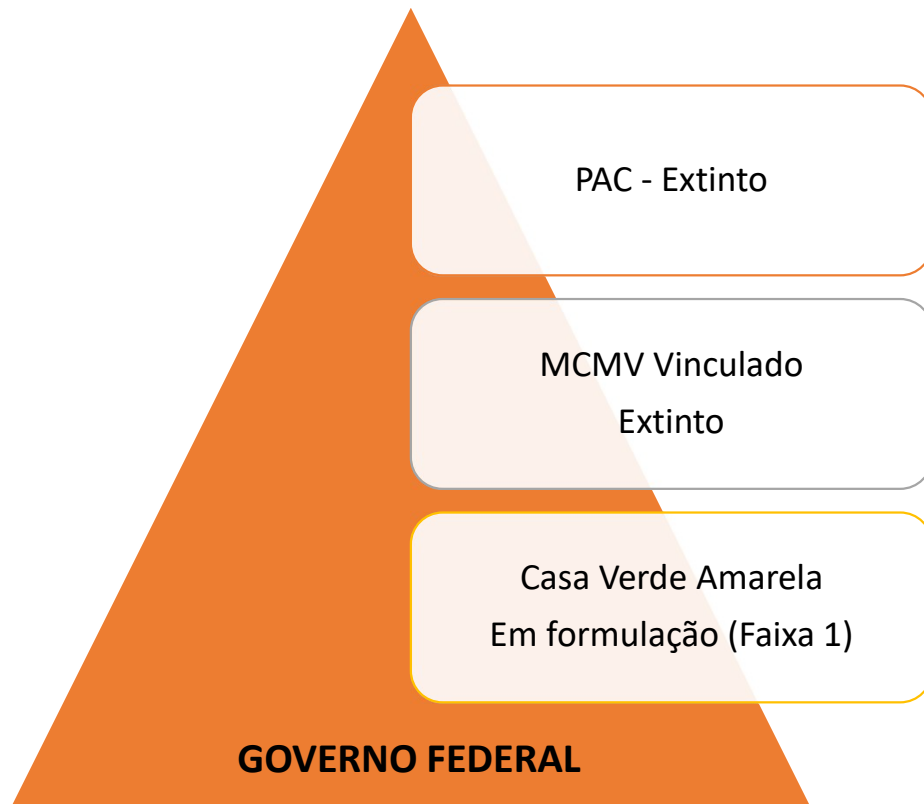 PAC - Extinto
MCMV Vinculado
Extinto
Casa Verde Amarela
Em formulação (Faixa 1)
GOVERNO FEDERAL